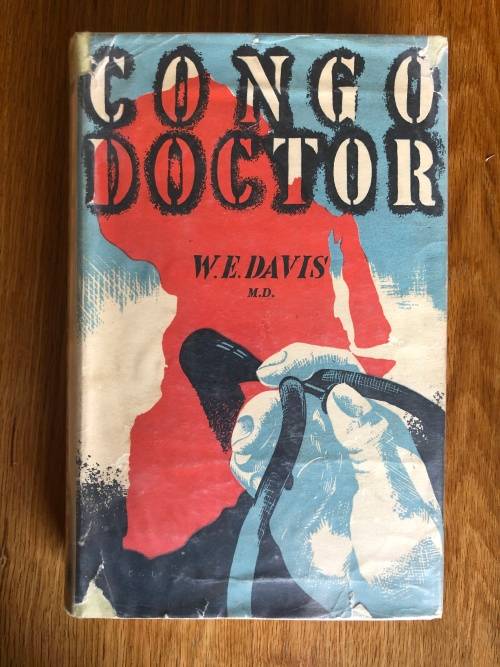 CONGO
DOCTOR
W. E. DAVIS
M.D.